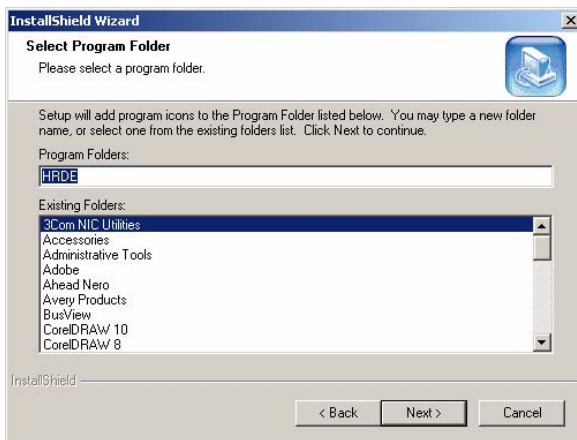 InstallShield Wizard
Select Program Folder
Please select a program folder.
Setup will add program icons to the Program Folder listed below. You may type a new folder
name, or select one from the existing folders list. Click Next to continue.
Program Folders:
HRDE
Existing Folders:
3Com NIC Utilities
Accessories
Administrative Tools
Adobe
Ahead Nero
Avery Products
BusView
CorelDRAW 10
CorelDRAW 8
InstallShield
< Back Next > Cancel